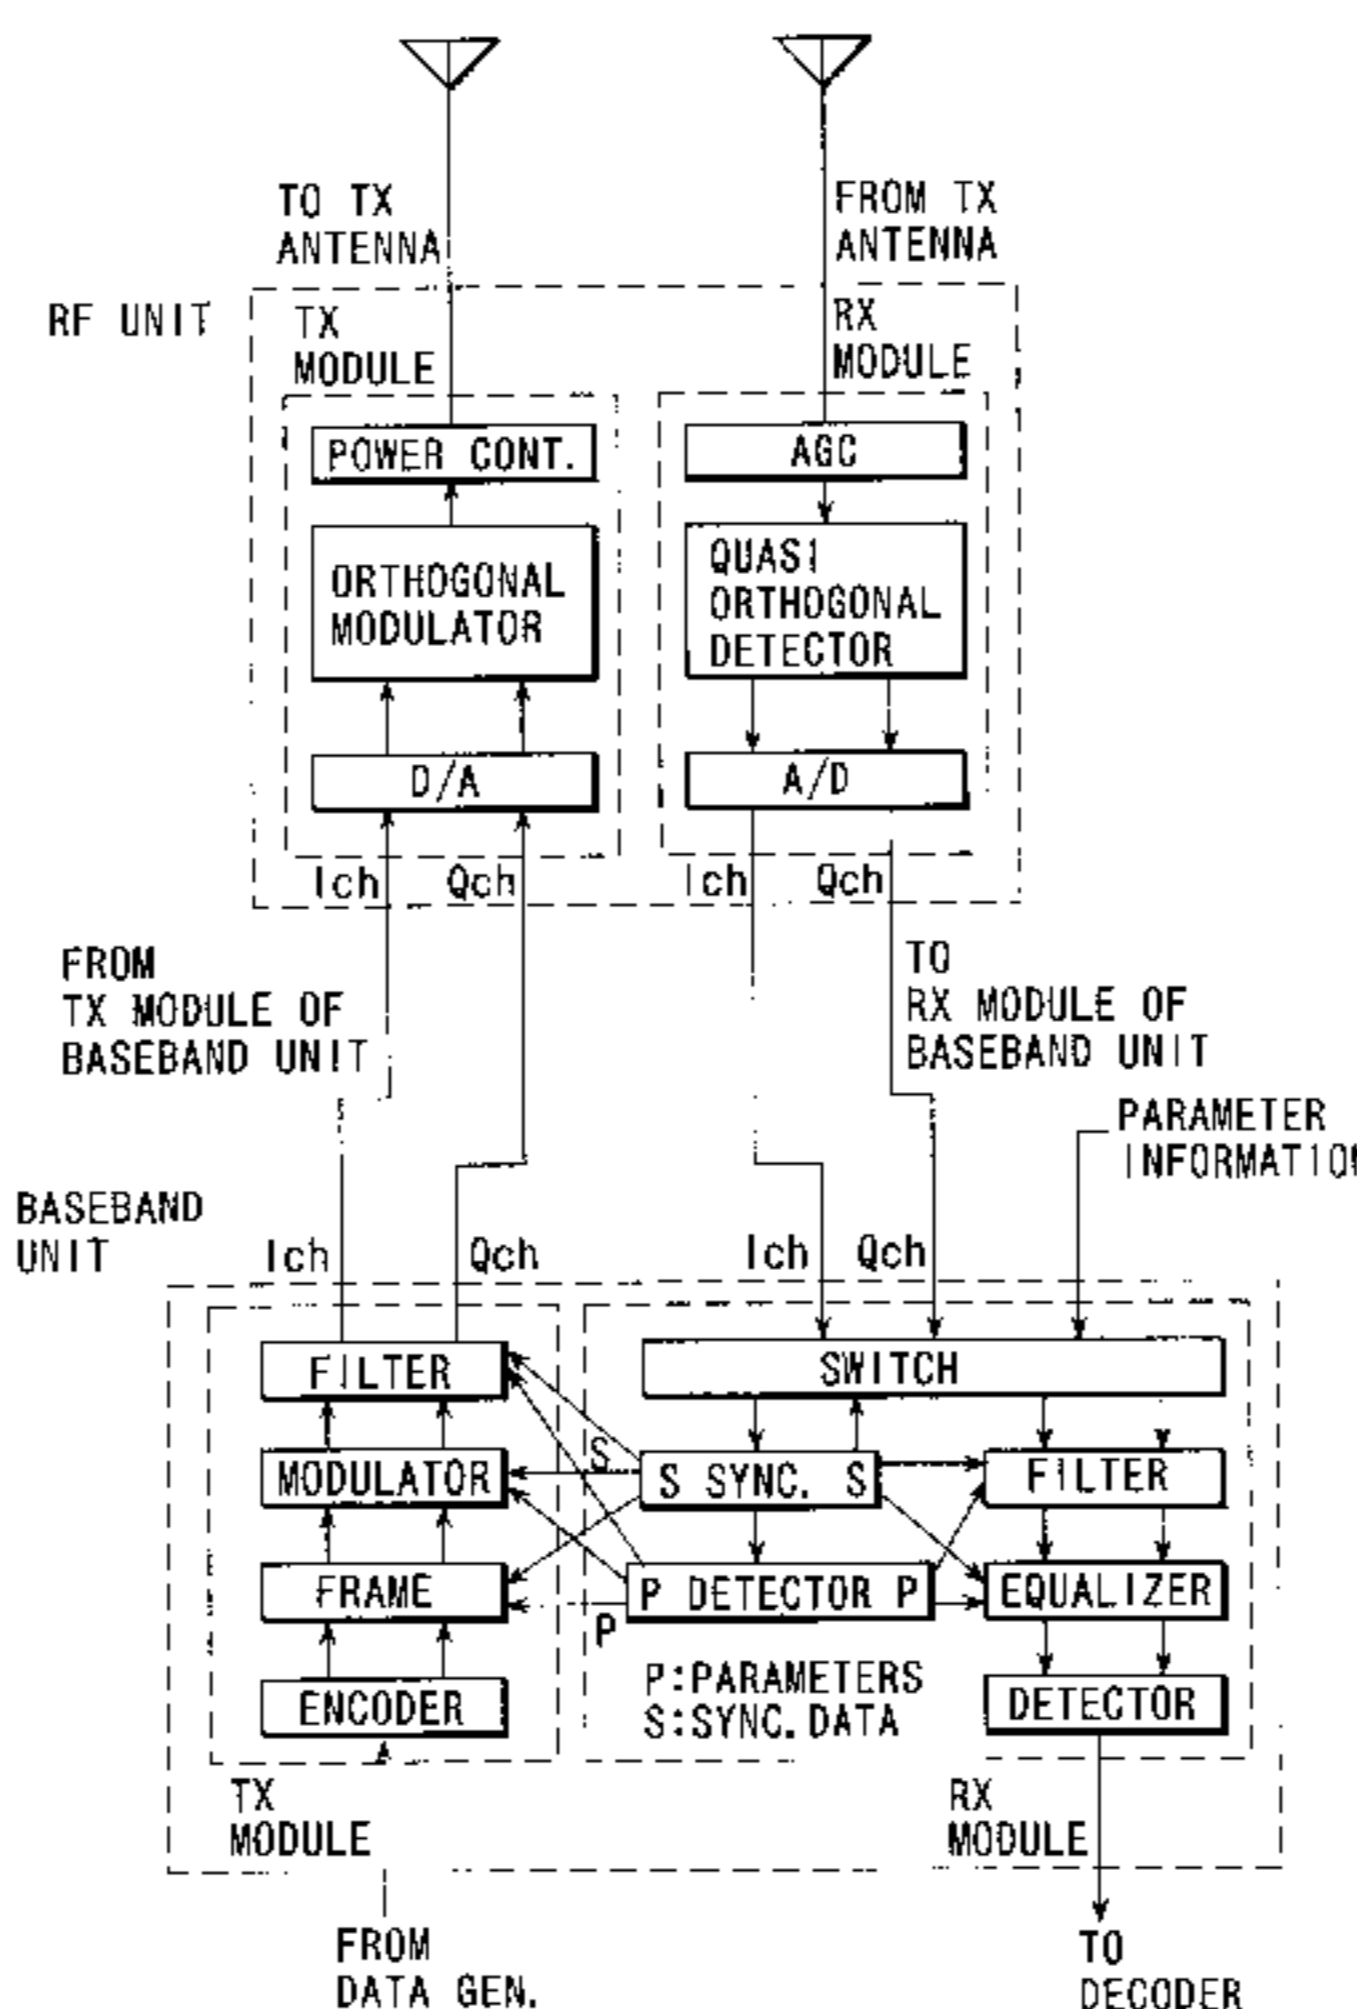 TO TX
ANTENNA
FROM TX
ANTENNA
RF UNIT
TX
MODULE
RX
MODULE
POWER CONT.
AGC
ORTHOGONAL
MODULATOR
QUASI
ORTHOGONAL
DETECTOR
D/A
A/D
Ich
Qch
Ich
Qch
FROM
TX MODULE OF
BASEBAND UNIT
TO
RX MODULE OF
BASEBAND UNIT
PARAMETER
INFORMATION
BASEBAND
UNIT
Ich
Qch
Ich
Qch
FILTER
SWITCH
S
MODULATOR
S SYNC. S
FILTER
FRAME
P DETECTOR P
EQUALIZER
P
ENCODER
P:PARAMETERS
S:SYNC.DATA
DETECTOR
TX
MODULE
RX
MODULE
FROM
DATA GEN.
TO
DECODER